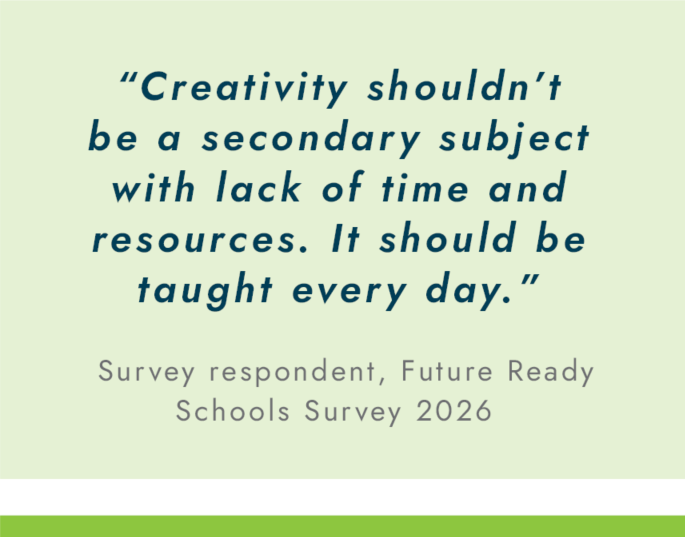 “Creativity shouldn’t
be a secondary subject
with lack of time and
resources. It should be
taught every day.”
Survey respondent, Future Ready
Schools Survey 2026